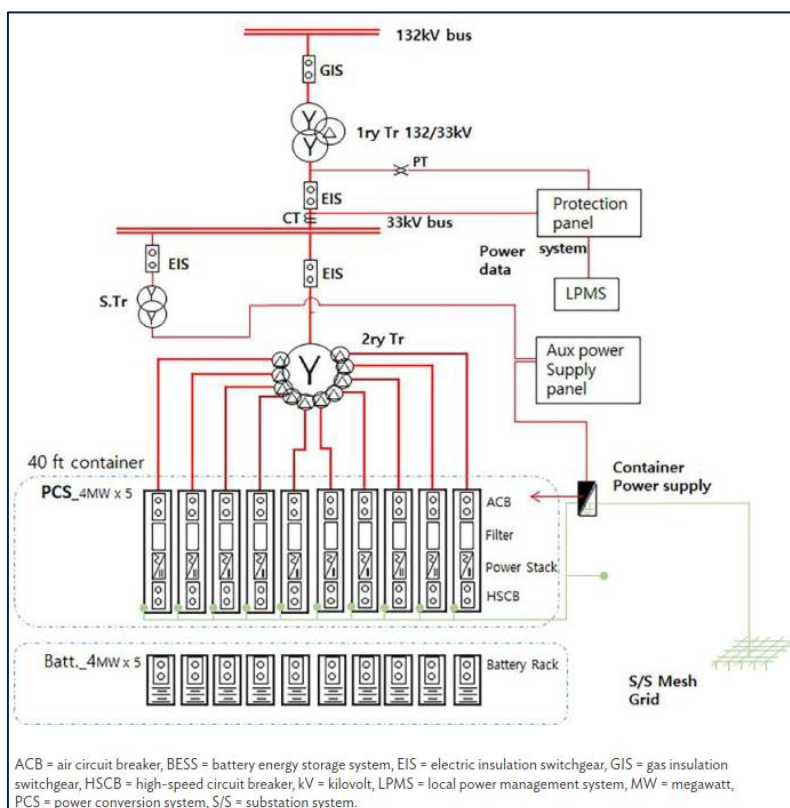 132kV bus
GIS
Y
Y
1ry Tr 132/33kV
PT
EIS
CT
33kV bus
Protection
panel
system
Power
data
LPMS
EIS
EIS
S.Tr
Y
Y
2ry Tr
Y
Aux power
Supply
panel
40 ft container
PCS_4MW x 5
Container
Power supply
ACB
Filter
Power Stack
HSCB
Batt._4MW x 5
Battery Rack
S/S Mesh
Grid
ACB = air circuit breaker, BESS = battery energy storage system, EIS = electric insulation switchgear, GIS = gas insulation
switchgear, HSCB = high-speed circuit breaker, kV = kilovolt, LPMS = local power management system, MW = megawatt,
PCS = power conversion system, S/S = substation system.